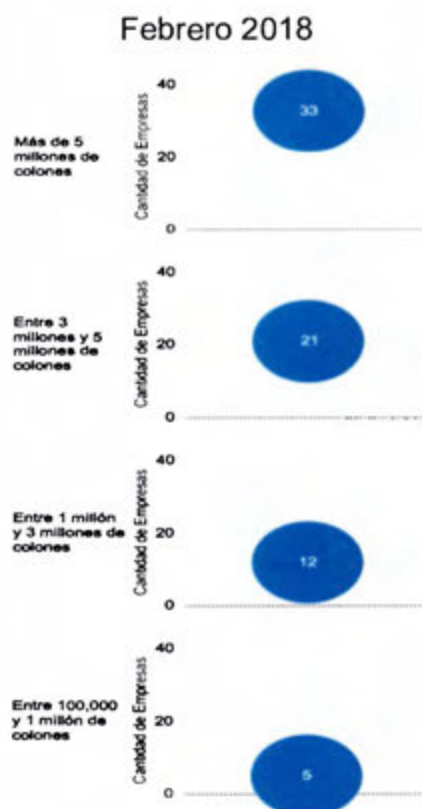 Febrero 2018
Más de 5
millones de
colones
Cantidad de Empresas
40
20
0
33
Entre 3
millones y 5
millones de
colones
Cantidad de Empresas
40
20
0
21
Entre 1 millón
y 3 millones de
colones
Cantidad de Empresas
40
20
0
12
Entre 100,000
y 1 millón de
colones
Cantidad de Empresas
40
20
0
5